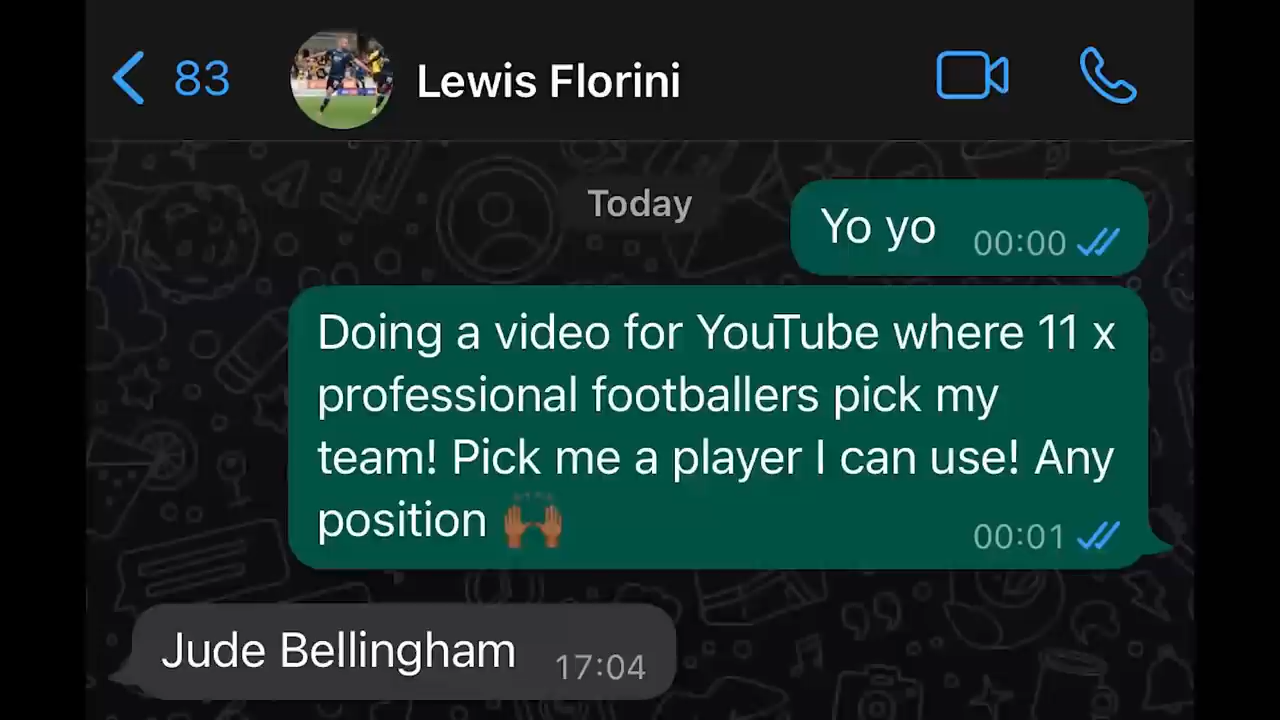 83
Lewis Florini
Today
Yo yo 00:00
Doing a video for YouTube where 11 x
professional footballers pick my
team! Pick me a player I can use! Any
position 🙌🏾
00:01
Jude Bellingham 17:04